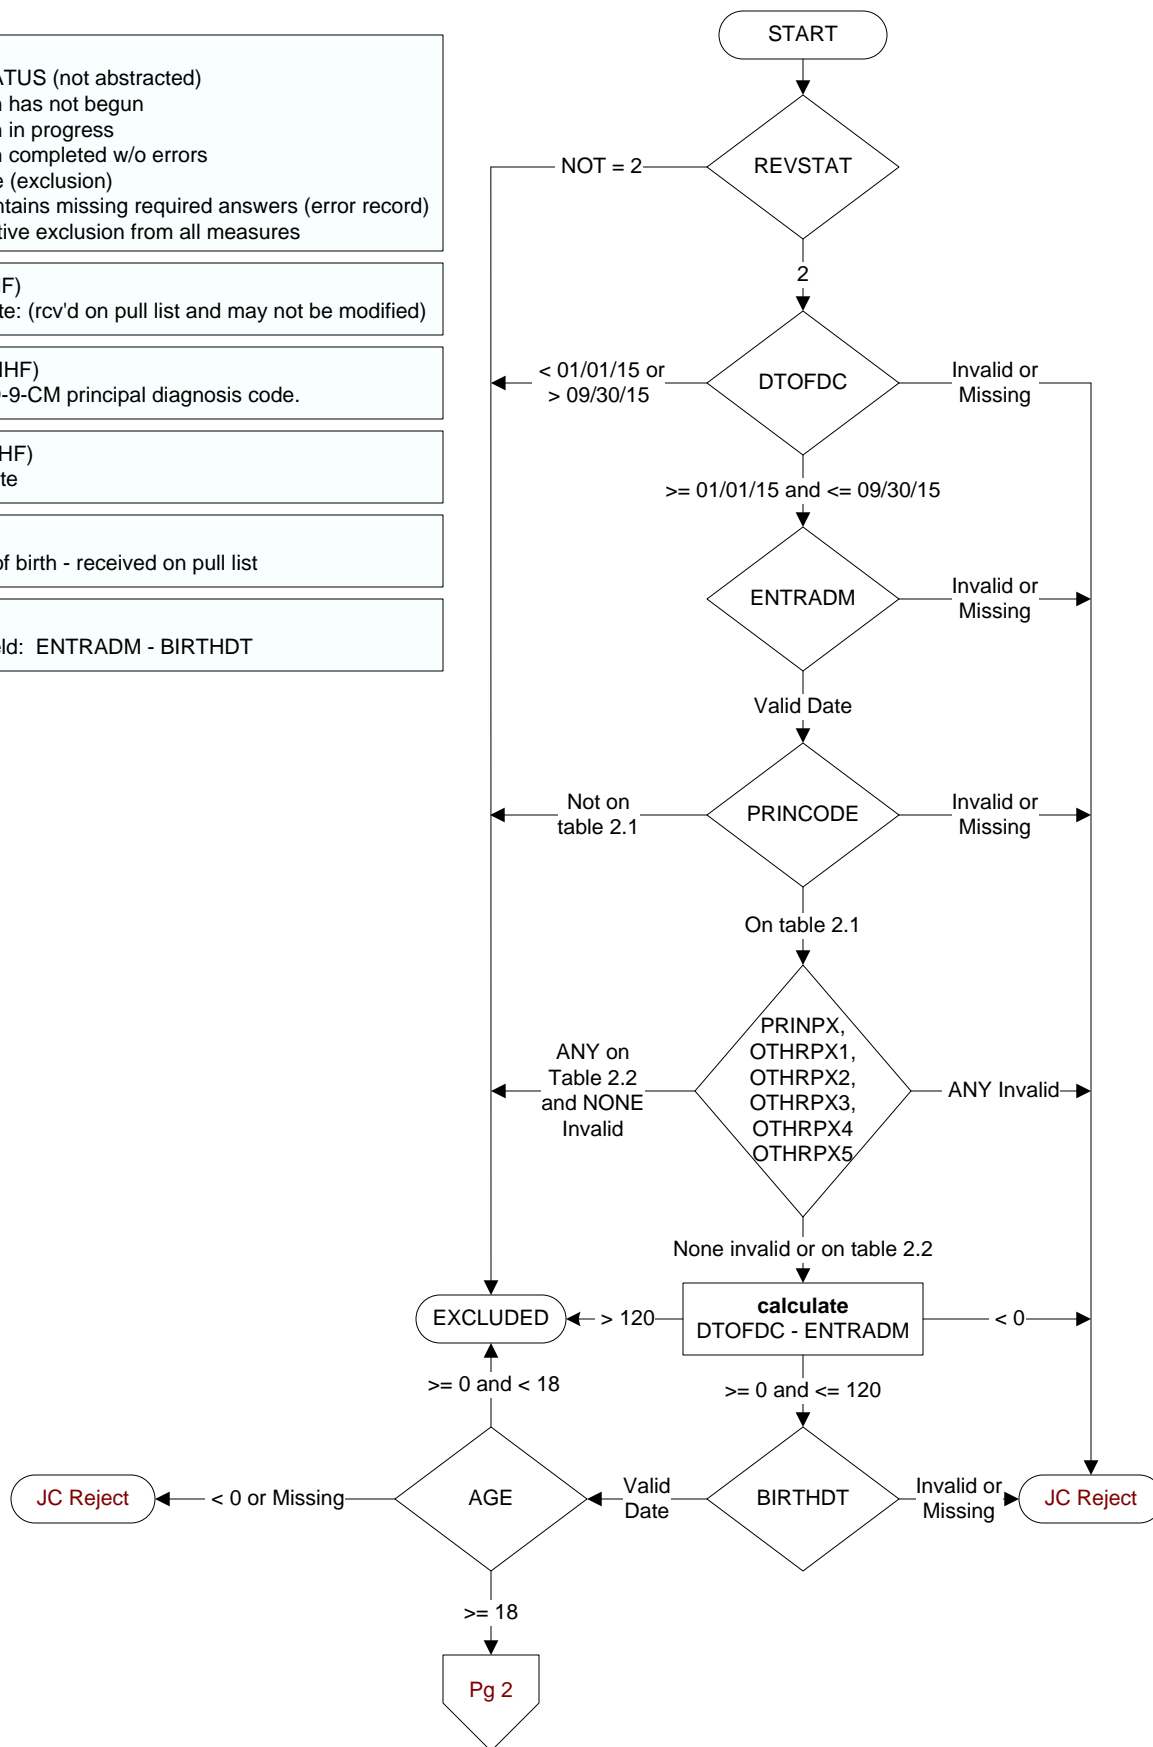 ATUS (not abstracted)
n has not begun
n in progress
n completed w/o errors
e (exclusion)
ntains missing required answers (error record)
tive exclusion from all measures
F)
te: (rcv'd on pull list and may not be modified)
HF)
-9-CM principal diagnosis code.
HF)
te
of birth - received on pull list
eld: ENTRADM - BIRTHDT
START
REVSTAT
NOT = 2
2
DTOFDC
< 01/01/15 or
> 09/30/15
Invalid or
Missing
>= 01/01/15 and <= 09/30/15
ENTRADM
Invalid or
Missing
Valid Date
PRINCODE
Not on
table 2.1
Invalid or
Missing
On table 2.1
PRINPX,
OTHRPX1,
OTHRPX2,
OTHRPX3,
OTHRPX4
OTHRPX5
ANY on
Table 2.2
and NONE
Invalid
ANY Invalid
None invalid or on table 2.2
calculate
DTOFDC - ENTRADM
> 120
< 0
EXCLUDED
>= 0 and <= 120
>= 0 and < 18
BIRTHDT
Invalid or
Missing
JC Reject
Valid
Date
AGE
< 0 or Missing
JC Reject
>= 18
Pg 2